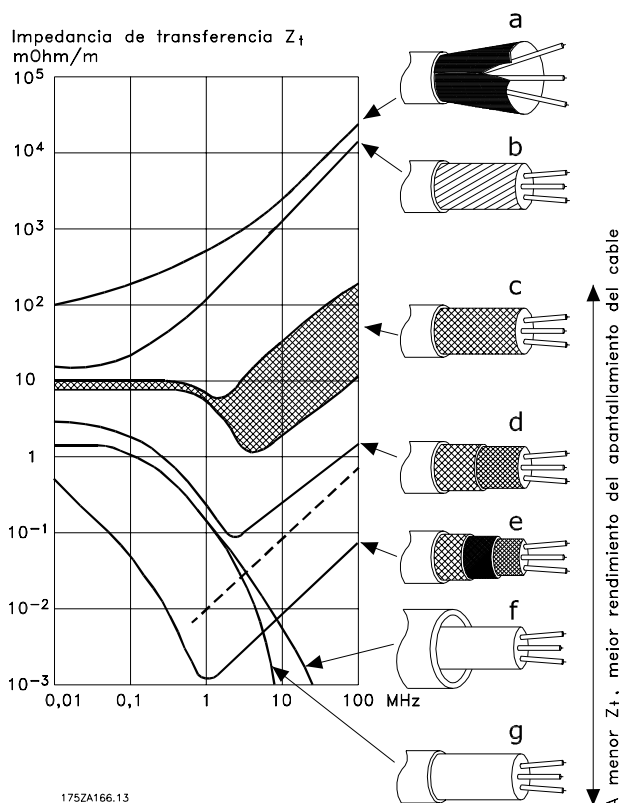 Impedancia de transferencia Zt
mOhm/m
a
10⁵
b
10⁴
10³
c
10²
10
d
1
e
10⁻¹
f
10⁻²
10⁻³
0,01 0,1 1 10 100 MHz
g
A menor Zt, mejor rendimiento del apantallamiento del cable
175ZA166.13